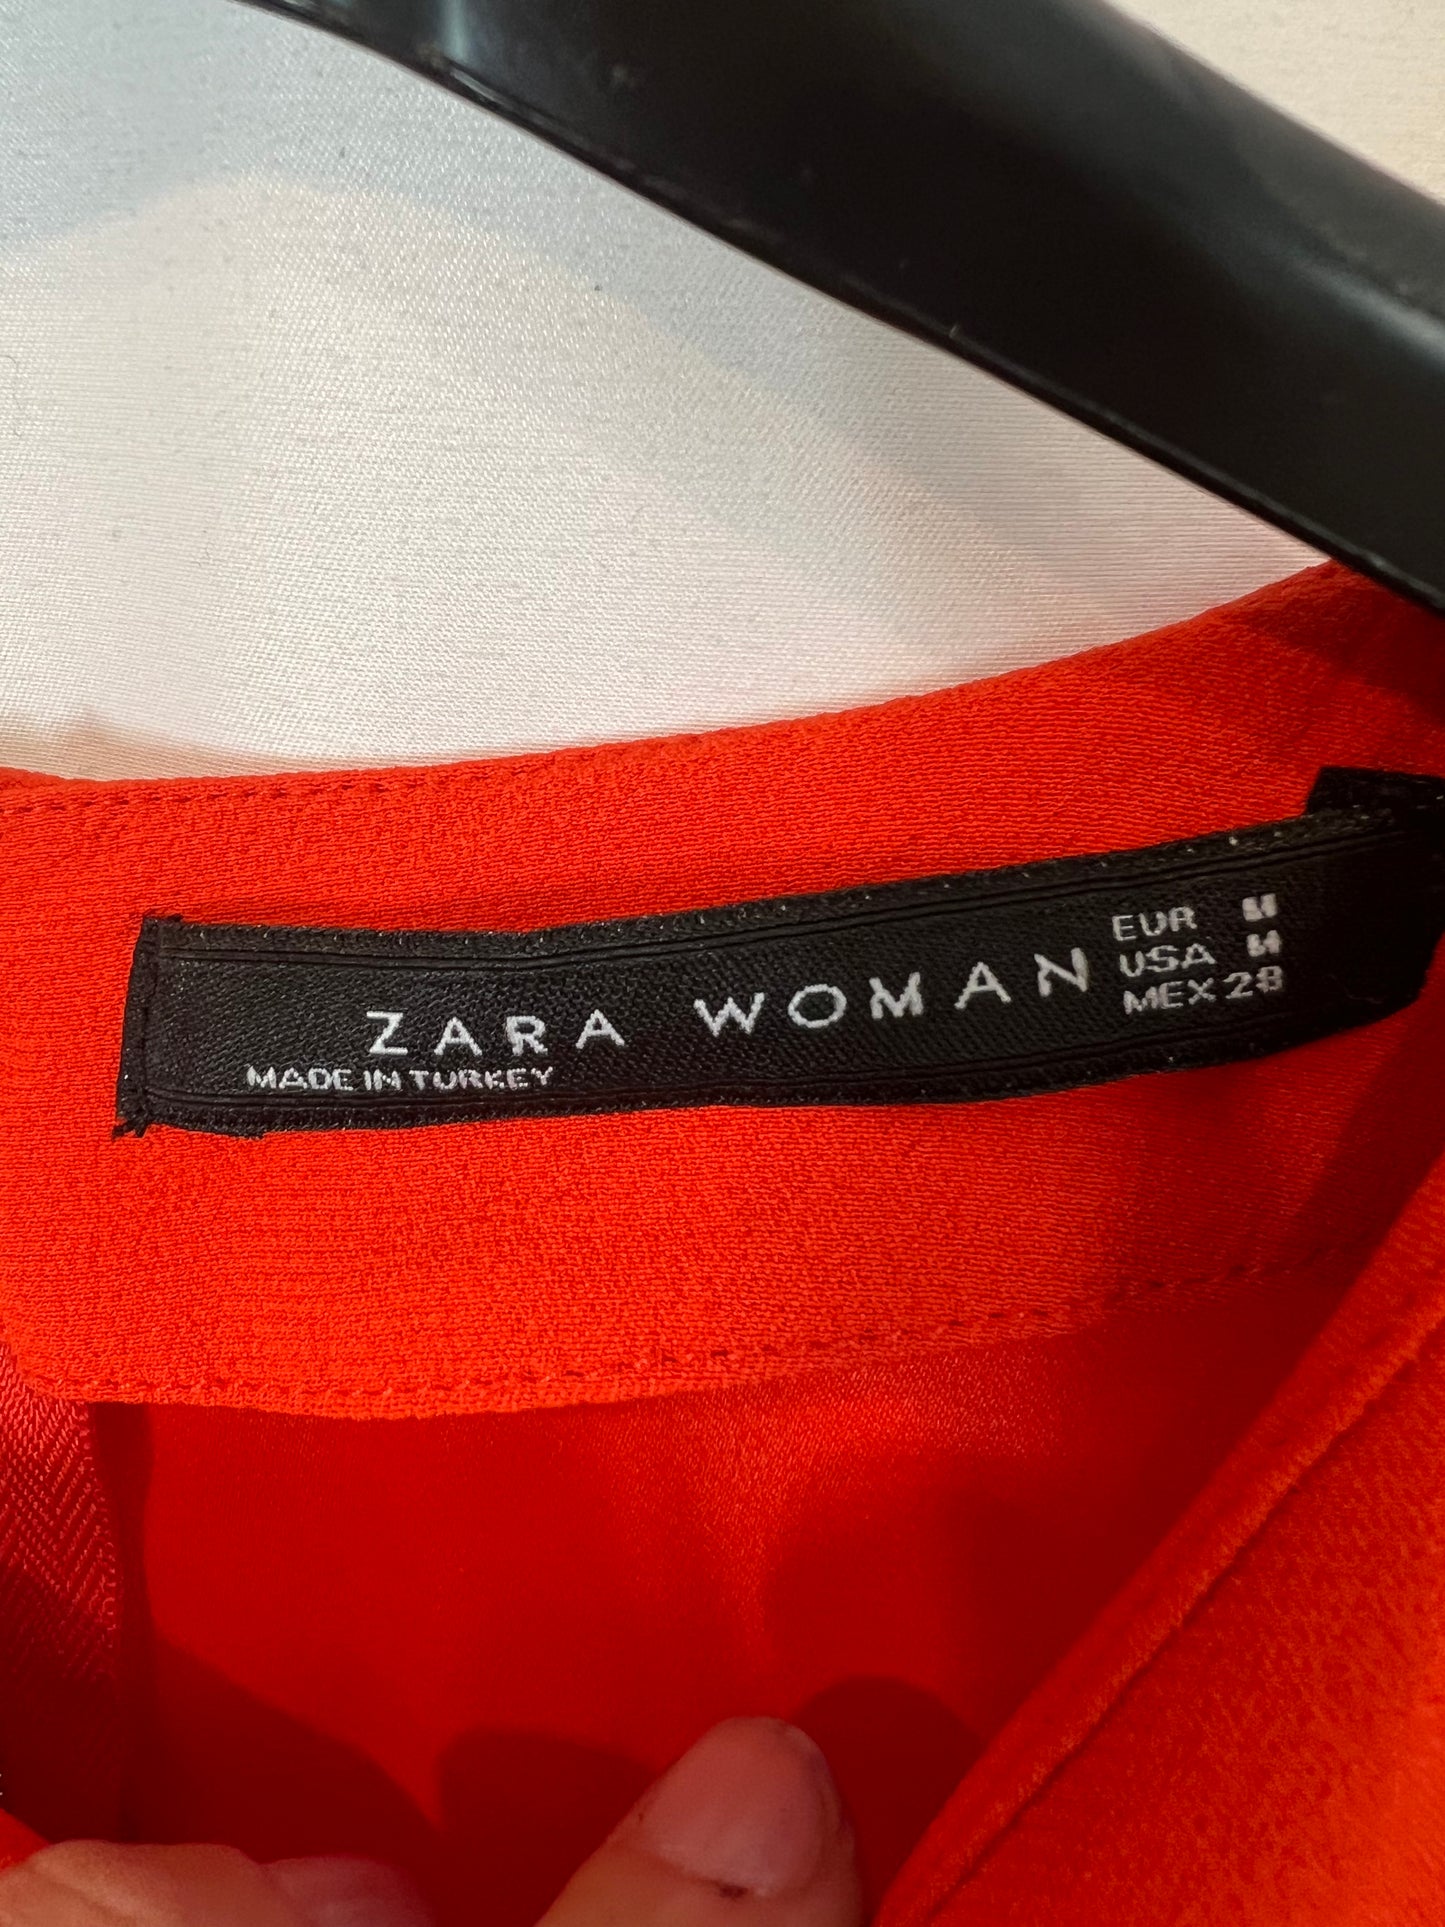 ZARA WOMAN
MADE IN TURKEY
EUR M
USA M
MEX 28